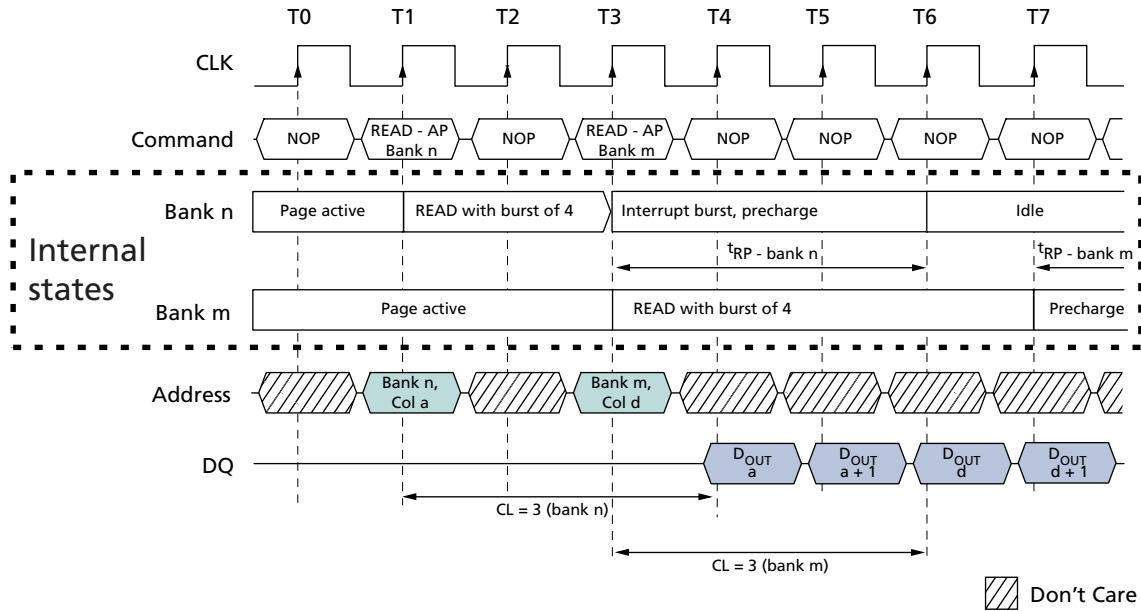 T0 T1 T2 T3 T4 T5 T6 T7
CLK
Command NOP READ - AP Bank n NOP READ - AP Bank m NOP NOP NOP NOP
Internal states
Bank n Page active READ with burst of 4 Interrupt burst, precharge Idle
tRP - bank n tRP - bank m
Bank m Page active READ with burst of 4 Precharge
Address Bank n, Col a Bank m, Col d
DQ DOUT a DOUT a + 1 DOUT d DOUT d + 1
CL = 3 (bank n)
CL = 3 (bank m)
Don't Care